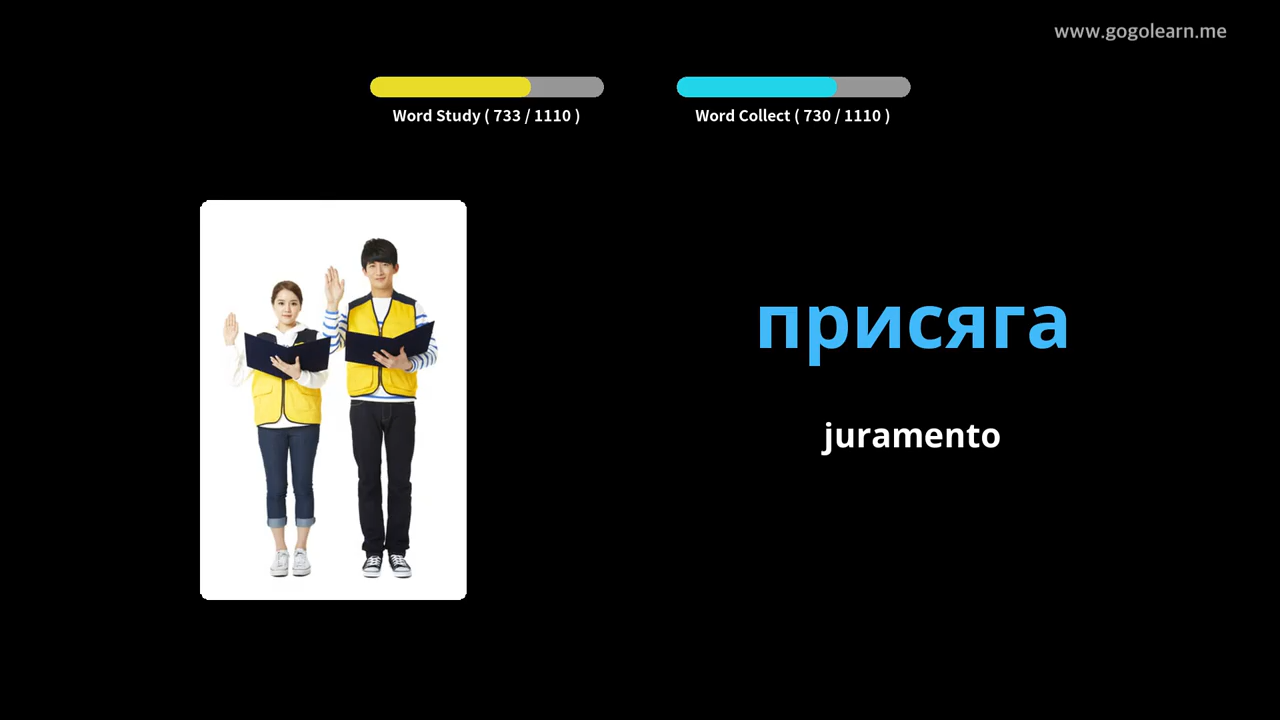 www.gogolearn.me
Word Study ( 733 / 1110 )
Word Collect ( 730 / 1110 )
присяга
juramento